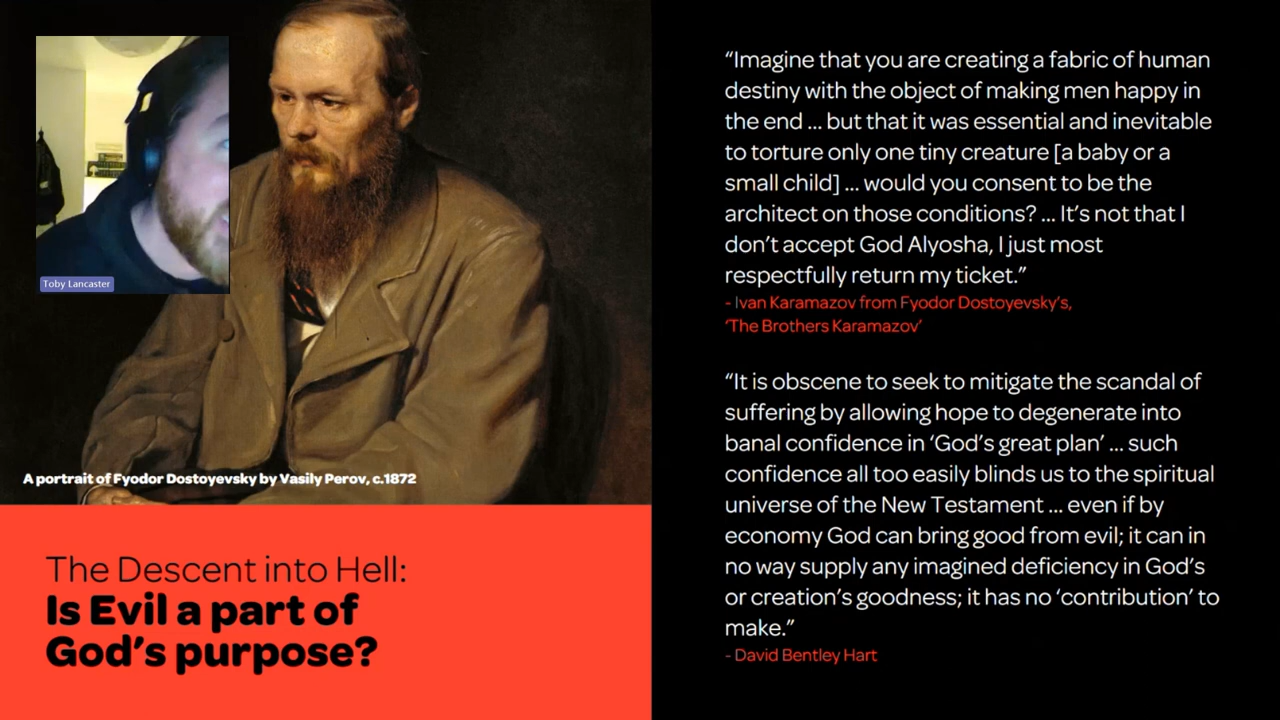 Toby Lancaster
A portrait of Fyodor Dostoyevsky by Vasily Perov, c.1872
The Descent into Hell:
Is Evil a part of
God's purpose?
“Imagine that you are creating a fabric of human
destiny with the object of making men happy in
the end ... but that it was essential and inevitable
to torture only one tiny creature [a baby or a
small child] ... would you consent to be the
architect on those conditions? ... It's not that I
don't accept God Alyosha, I just most
respectfully return my ticket.”
- Ivan Karamazov from Fyodor Dostoyevsky's,
‘The Brothers Karamazov’
“It is obscene to seek to mitigate the scandal of
suffering by allowing hope to degenerate into
banal confidence in ‘God's great plan’ ... such
confidence all too easily blinds us to the spiritual
universe of the New Testament ... even if by
economy God can bring good from evil; it can in
no way supply any imagined deficiency in God's
or creation's goodness; it has no ‘contribution’ to
make.”
- David Bentley Hart